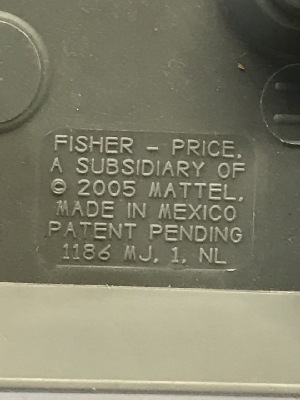 FISHER - PRICE,
A SUBSIDIARY OF
© 2005 MATTEL,
MADE IN MEXICO
PATENT PENDING
1186 MJ, 1, NL